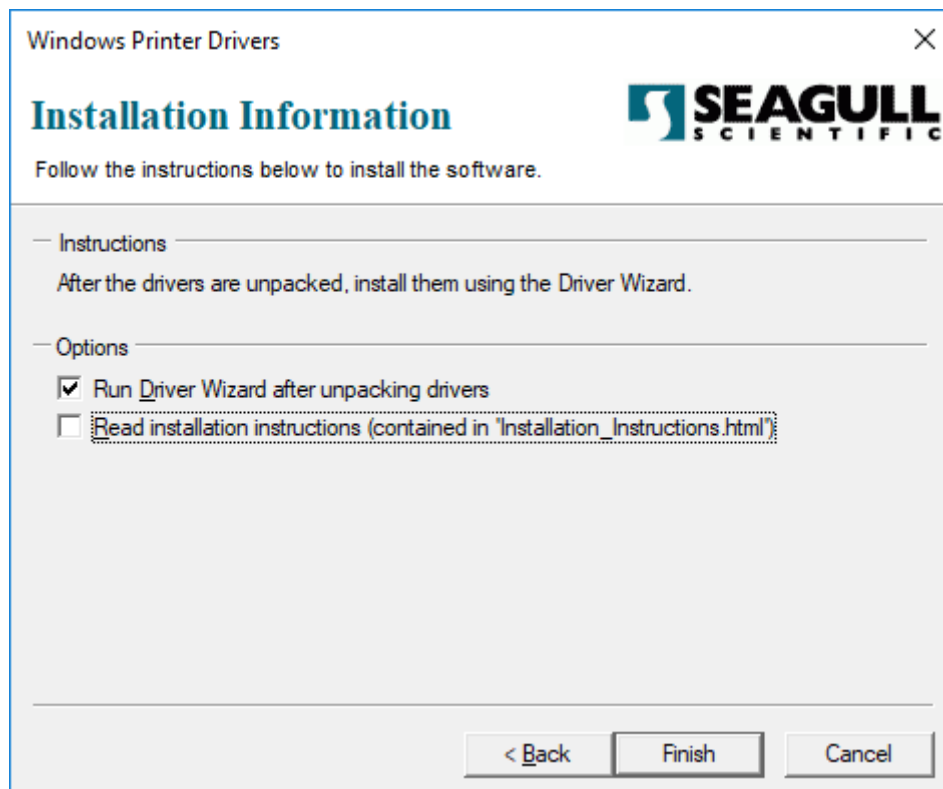 Windows Printer Drivers
Installation Information
SEAGULL
SCIENTIFIC
Follow the instructions below to install the software.
Instructions
After the drivers are unpacked, install them using the Driver Wizard.
Options
Run Driver Wizard after unpacking drivers
Read installation instructions (contained in "Installation_Instructions.html")
< Back
Finish
Cancel